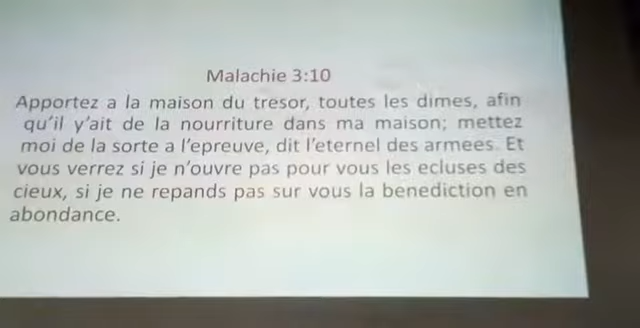 Malachie 3:10
Apportez a la maison du tresor, toutes les dimes, afin
qu'il y'ait de la nourriture dans ma maison; mettez
moi de la sorte a l'epreuve, dit l'eternel des armees. Et
vous verrez si je n'ouvre pas pour vous les ecluses des
cieux, si je ne repands pas sur vous la benediction en
abondance.